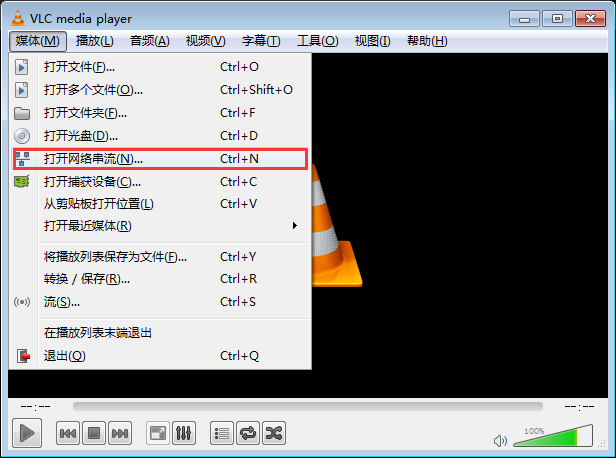 VLC media player
媒体(M) 播放(L) 音频(A) 视频(V) 字幕(T) 工具(O) 视图(I) 帮助(H)
打开文件(F)... Ctrl+O
打开多个文件(O)... Ctrl+Shift+O
打开文件夹(F)... Ctrl+F
打开光盘(D)... Ctrl+D
打开网络串流(N)... Ctrl+N
打开捕获设备(C)... Ctrl+C
从剪贴板打开位置(L) Ctrl+V
打开最近媒体(R)
将播放列表保存为文件(F)... Ctrl+Y
转换 / 保存(R)... Ctrl+R
流(S)... Ctrl+S
在播放列表末端退出
退出(Q) Ctrl+Q
--:-- --:--
100%